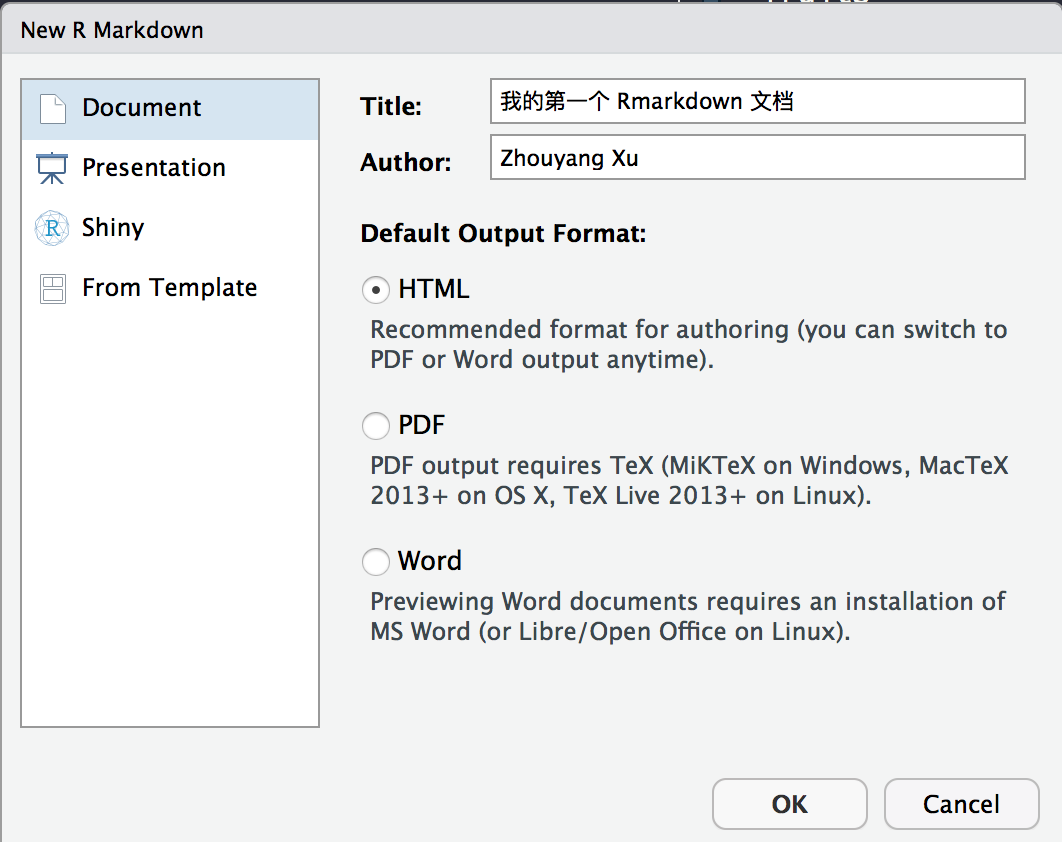 New R Markdown
Document
Presentation
R
Shiny
From Template
Title:
我的第一个 Rmarkdown 文档
Author:
Zhouyang Xu
Default Output Format:
HTML
Recommended format for authoring (you can switch to
PDF or Word output anytime).
PDF
PDF output requires TeX (MiKTeX on Windows, MacTeX
2013+ on OS X, TeX Live 2013+ on Linux).
Word
Previewing Word documents requires an installation of
MS Word (or Libre/Open Office on Linux).
OK
Cancel